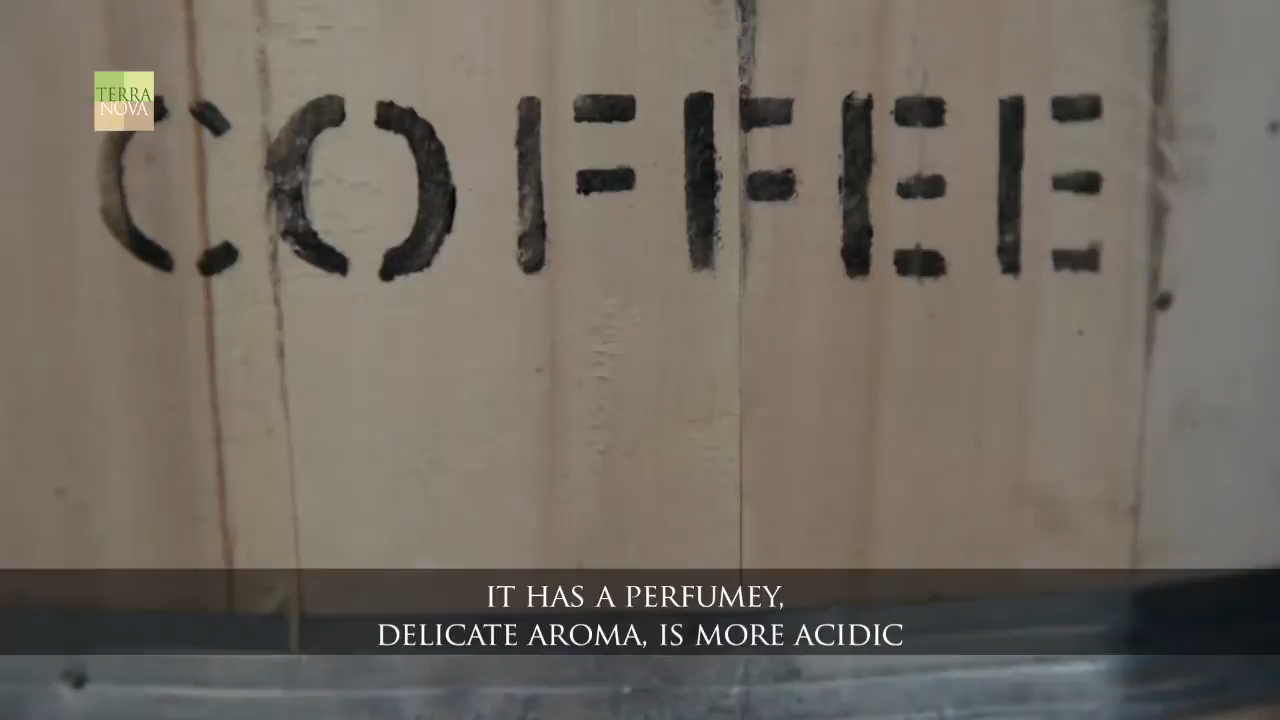 TERRA
NOVA
COFFEE
IT HAS A PERFUMEY,
DELICATE AROMA, IS MORE ACIDIC